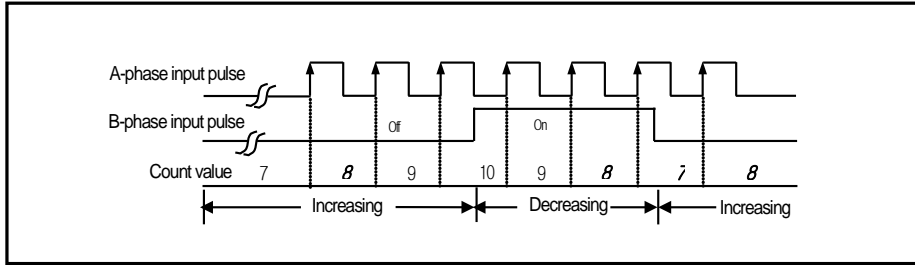 A-phase input pulse
B-phase input pulse
Off
On
Count value 7 8 9 10 9 8 7 8
Increasing Decreasing Increasing